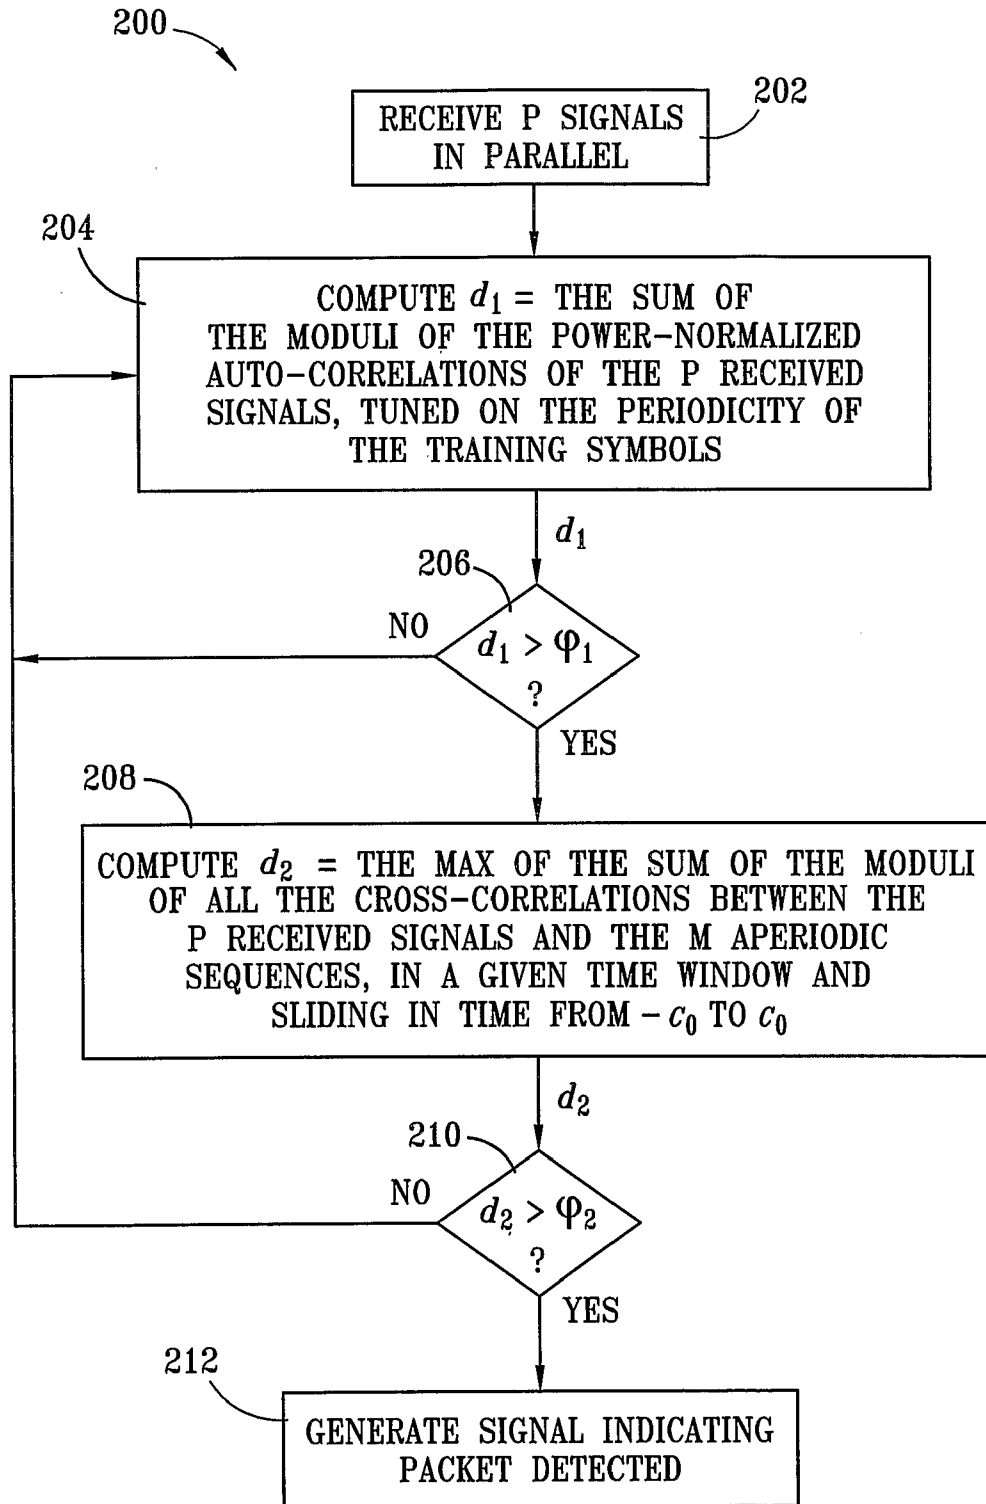 200
RECEIVE P SIGNALS
IN PARALLEL
202
204
COMPUTE d₁ = THE SUM OF
THE MODULI OF THE POWER-NORMALIZED
AUTO-CORRELATIONS OF THE P RECEIVED
SIGNALS, TUNED ON THE PERIODICITY OF
THE TRAINING SYMBOLS
d₁
206
NO
d₁ > φ₁
?
YES
208
COMPUTE d₂ = THE MAX OF THE SUM OF THE MODULI
OF ALL THE CROSS-CORRELATIONS BETWEEN THE
P RECEIVED SIGNALS AND THE M APERIODIC
SEQUENCES, IN A GIVEN TIME WINDOW AND
SLIDING IN TIME FROM -c₀ TO c₀
d₂
210
NO
d₂ > φ₂
?
YES
212
GENERATE SIGNAL INDICATING
PACKET DETECTED